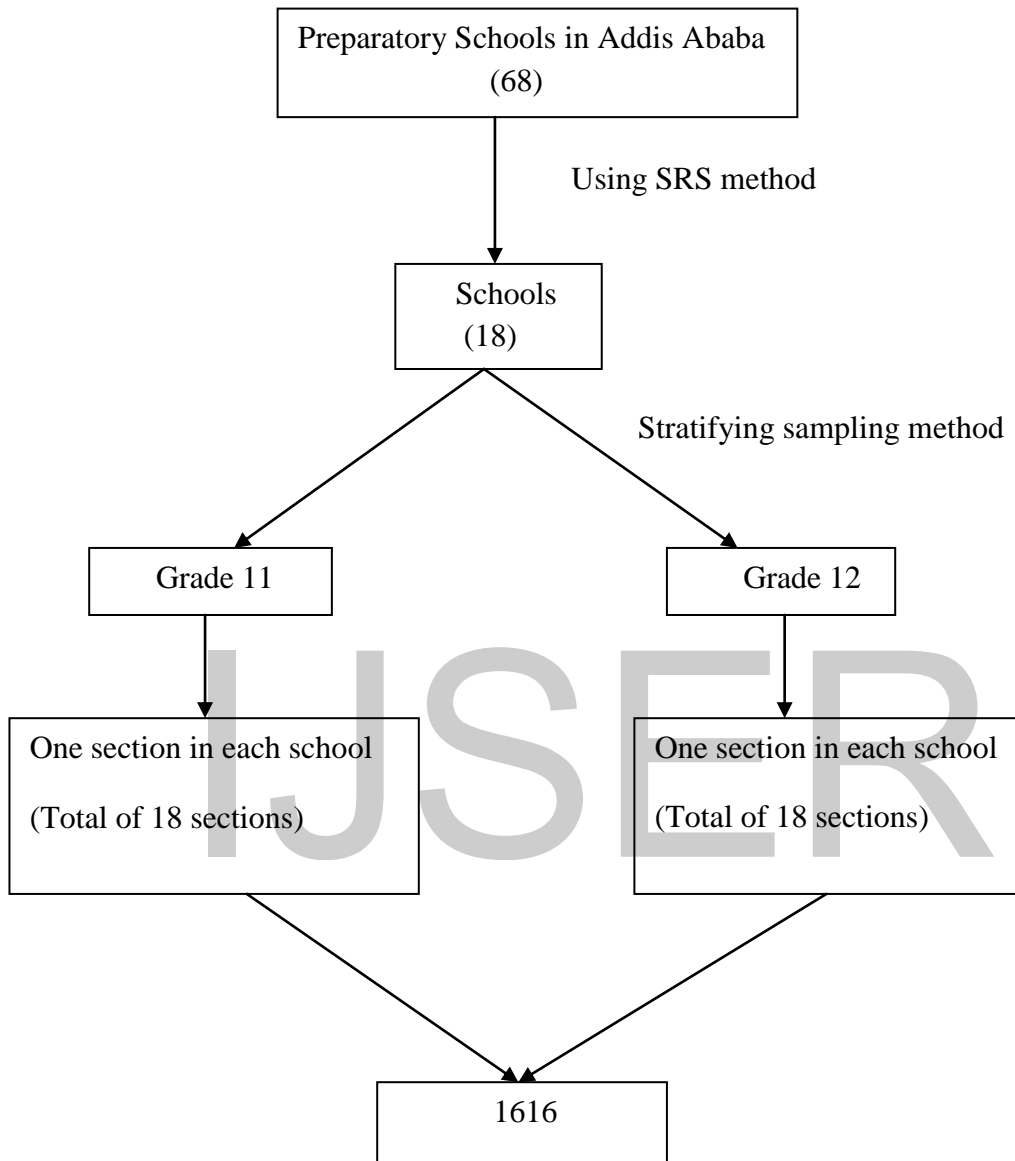 Preparatory Schools in Addis Ababa
(68)
Using SRS method
Schools
(18)
Stratifying sampling method
Grade 11
Grade 12
One section in each school
(Total of 18 sections)
One section in each school
(Total of 18 sections)
IJSER
1616